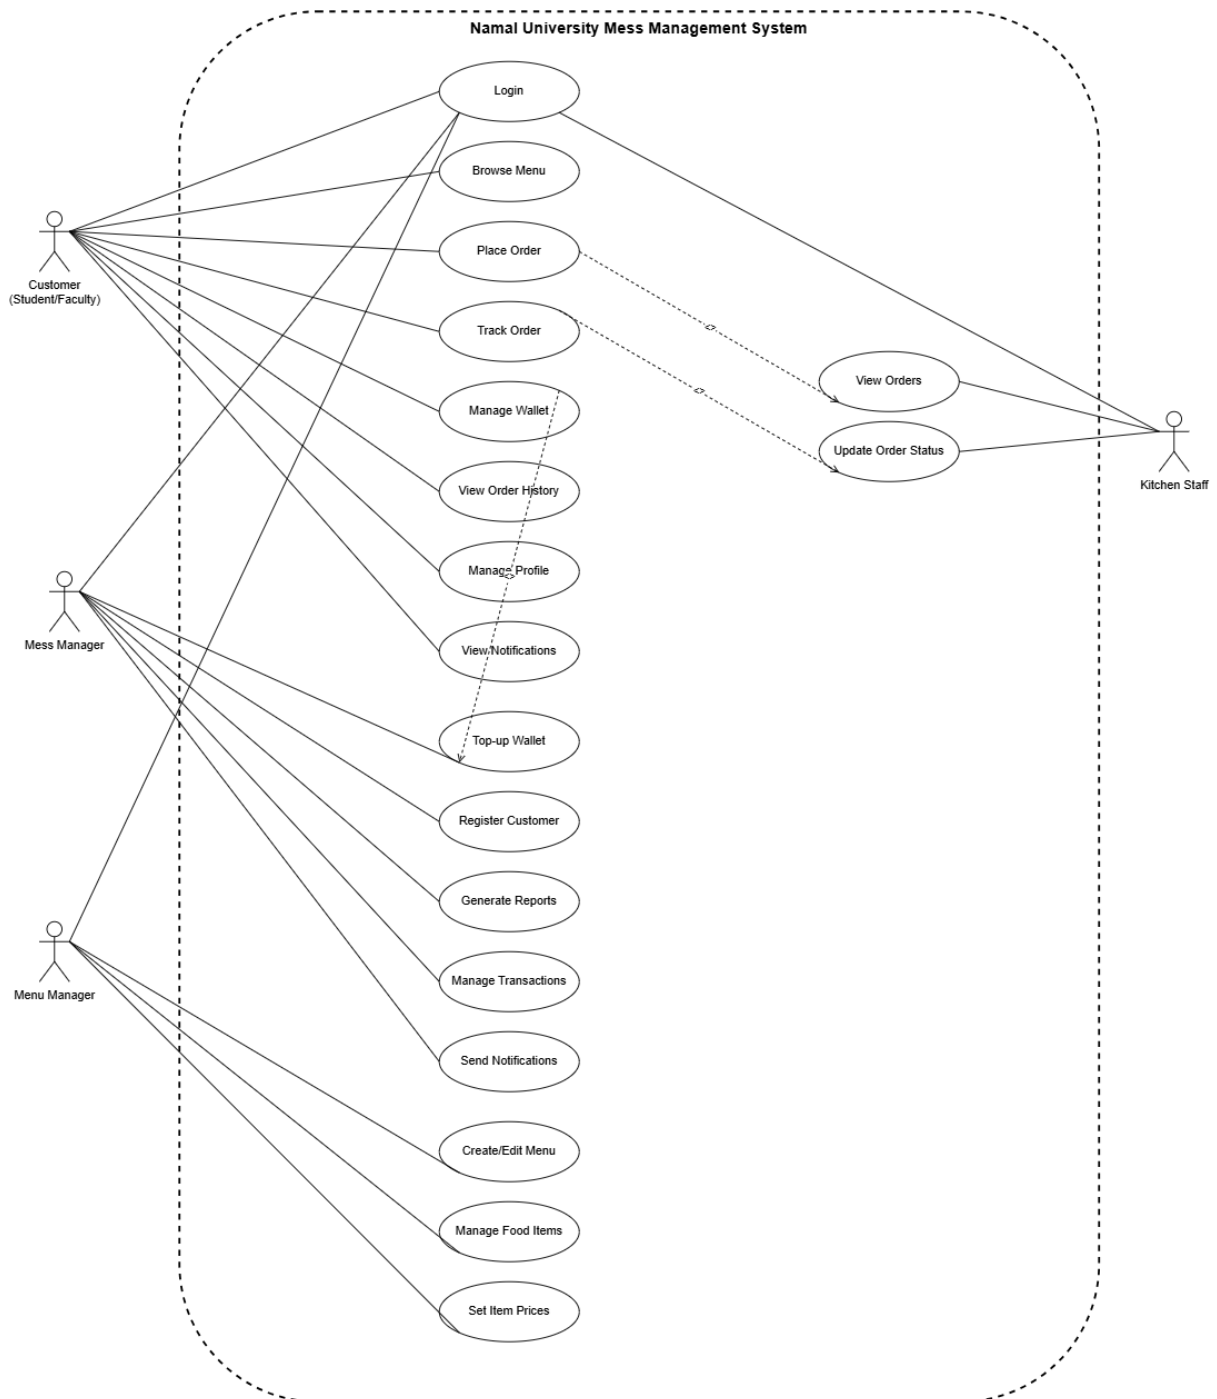 Namal University Mess Management System
Login
Browse Menu
Place Order
Customer
(Student/Faculty)
Track Order
View Orders
Manage Wallet
Update Order Status
Kitchen Staff
View Order History
Manage Profile
Mess Manager
View Notifications
Top-up Wallet
Register Customer
Generate Reports
Manage Transactions
Menu Manager
Send Notifications
Create/Edit Menu
Manage Food Items
Set Item Prices